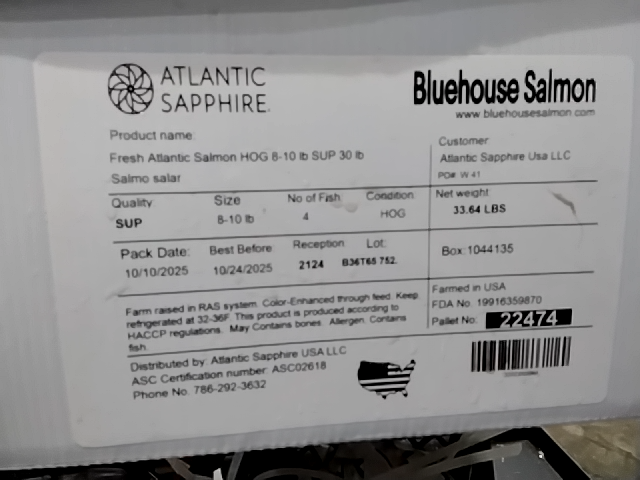 ATLANTIC
SAPPHIRE.
Bluehouse Salmon
www.bluehousesalmon.com
Product name:
Fresh Atlantic Salmon HOG 8-10 lb SUP 30 lb
Salmo salar
Customer
Atlantic Sapphire Usa LLC
PO#: W 41
Quality
SUP
Size
8-10 lb
No of Fish
4
Condition
HOG
Net weight
33.64 LBS
Pack Date:
10/10/2025
Best Before
10/24/2025
Reception
2124
Lot:
B36T65 752.
Box: 1044135
Farm raised in RAS system. Color-Enhanced through feed. Keep
refrigerated at 32-36F. This product is produced according to
HACCP regulations. May Contains bones. Allergen, Contains
fish.
Farmed in USA
FDA No. 19916359870
Pallet No: 22474
Distributed by: Atlantic Sapphire USA LLC
ASC Certification number: ASC02618
Phone No. 786-292-3632